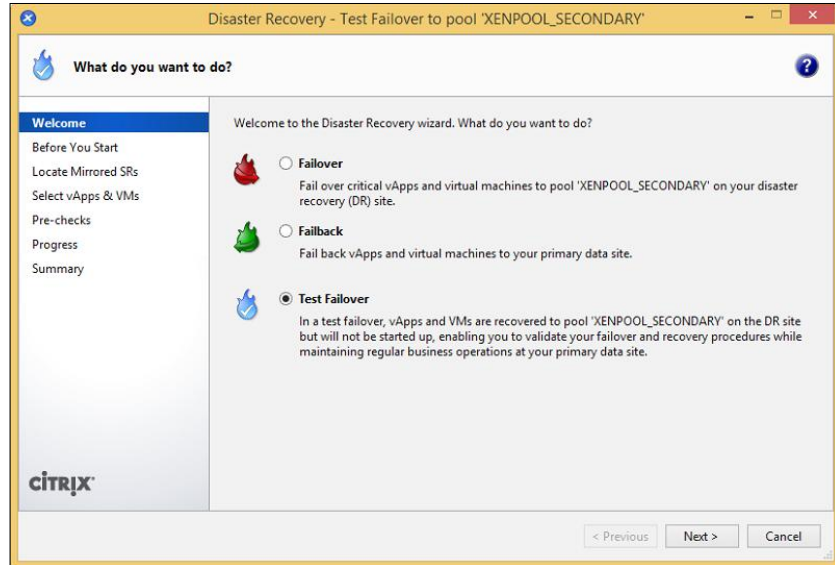 Disaster Recovery - Test Failover to pool 'XENPOOL_SECONDARY'
What do you want to do?
Welcome
Before You Start
Locate Mirrored SRs
Select vApps & VMs
Pre-checks
Progress
Summary
CİTRIX
Welcome to the Disaster Recovery wizard. What do you want to do?
Failover
Fail over critical vApps and virtual machines to pool 'XENPOOL_SECONDARY' on your disaster
recovery (DR) site.
Failback
Fail back vApps and virtual machines to your primary data site.
Test Failover
In a test failover, vApps and VMs are recovered to pool 'XENPOOL_SECONDARY' on the DR site
but will not be started up, enabling you to validate your failover and recovery procedures while
maintaining regular business operations at your primary data site.
< Previous
Next >
Cancel